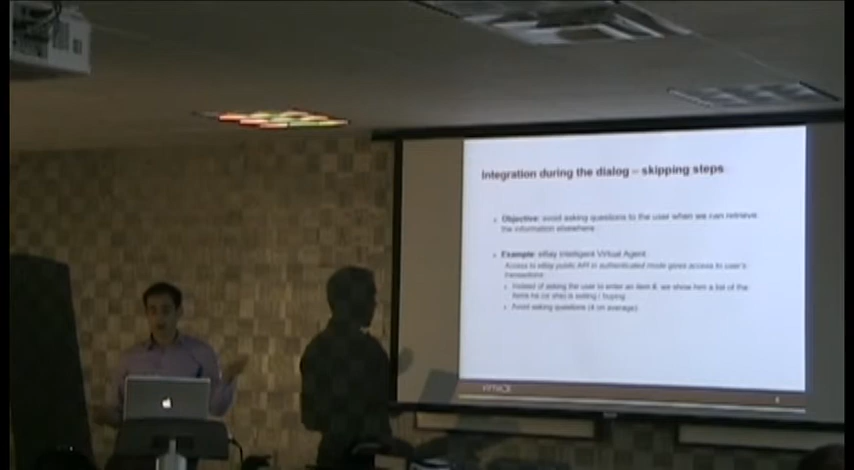 Integration during the dialog – skipping steps
Objective: avoid asking questions to the user when we can retrieve
the information elsewhere
Example: eBay Intelligent Virtual Agent
Access to eBay public API in authenticated mode gives access to user's
transactions
Instead of asking the user to enter an item #, we show him a list of the
items he (or she) is selling / buying
Avoid asking questions (4 on average)